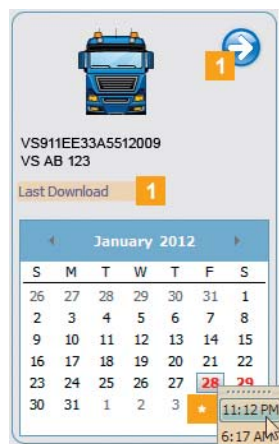 1
VS911EE33A5512009
VS AB 123
Last Download 1
January 2012
S M T W T F S
26 27 28 29 30 31 1
2 3 4 5 6 7 8
9 10 11 12 13 14 15
16 17 18 19 20 21 22
23 24 25 26 27 28 29
30 31 1 2 3
11:12 PM
6:17 AM